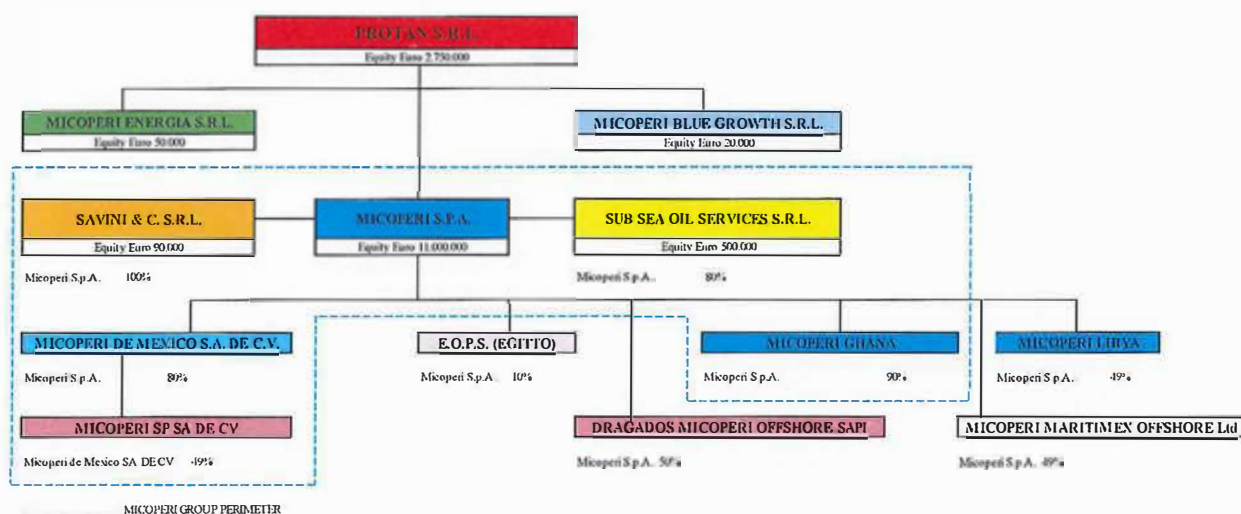 PROTAN S.R.L.
Equity Euro 2.750.000
MICOPERI ENERGIA S.R.L.
Equity Euro 50.000
MICOPERI BLUE GROWTH S.R.L.
Equity Euro 20.000
SAVINI & C. S.R.L.
Equity Euro 90.000
Micoperi S.p.A. 100%
MICOPERI S.P.A.
Equity Euro 11.000.000
SUB SEA OIL SERVICES S.R.L.
Equity Euro 500.000
Micoperi S.p.A. 80%
MICOPERI DE MEXICO S.A. DE C.V.
Micoperi S.p.A. 80%
E.O.P.S. (EGITTO)
Micoperi S.p.A. 10%
MICOPERI GHANA
Micoperi S.p.A. 90%
MICOPERI LIBYA
Micoperi S.p.A. 49%
MICOPERI SP SA DE CV
Micoperi de Mexico SA DE CV 49%
DRAGADOS MICOPERI OFFSHORE SAPI
Micoperi S.p.A. 50%
MICOPERI MARITIMEX OFFSHORE Ltd
Micoperi S.p.A. 49%
MICOPERI GROUP PERIMETER